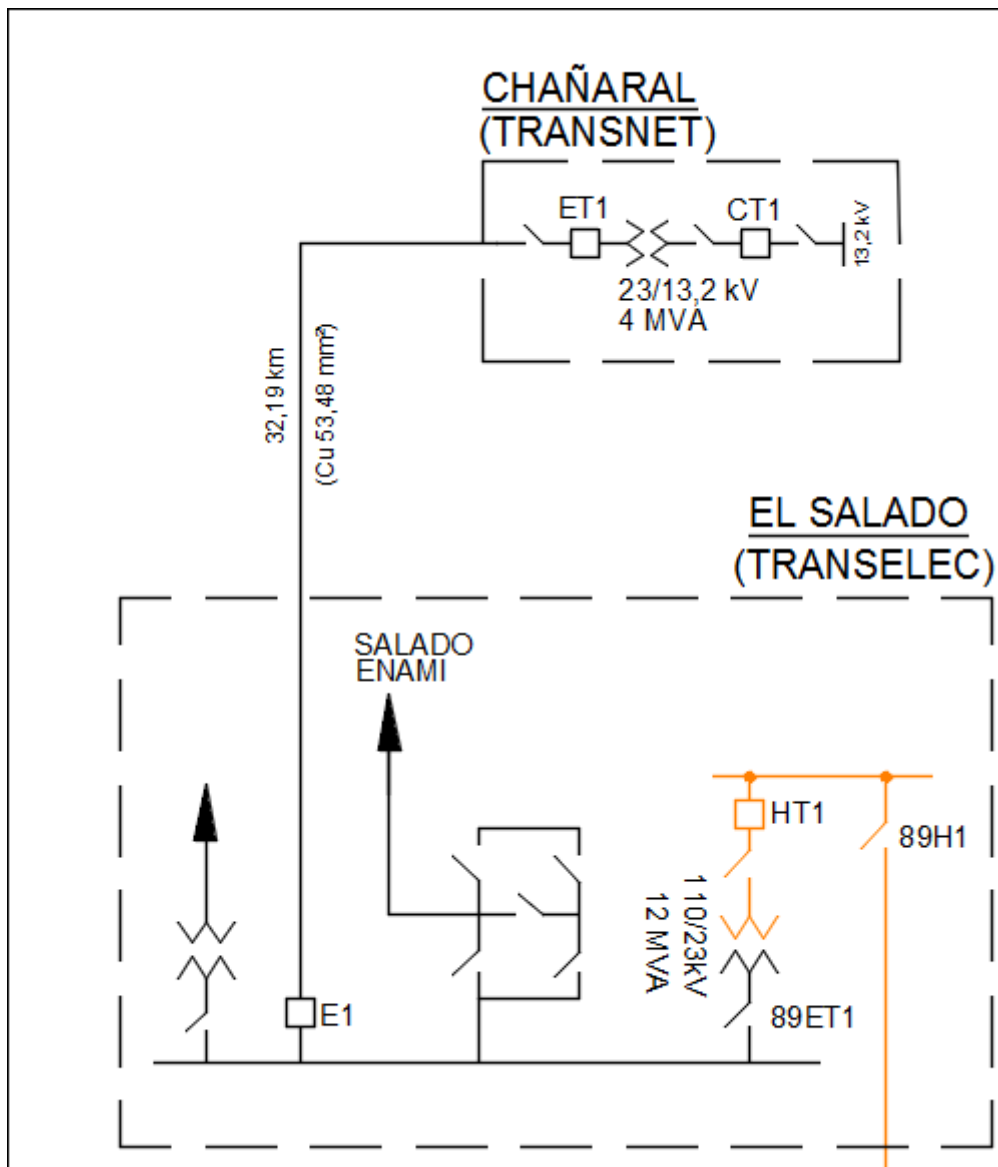 CHAÑARAL
(TRANSNET)
ET1
CT1
13,2 kV
23/13,2 kV
4 MVA
32,19 km
(Cu 53,48 mm²)
EL SALADO
(TRANSELEC)
SALADO
ENAMI
HT1
89H1
110/23kV
12 MVA
E1
89ET1